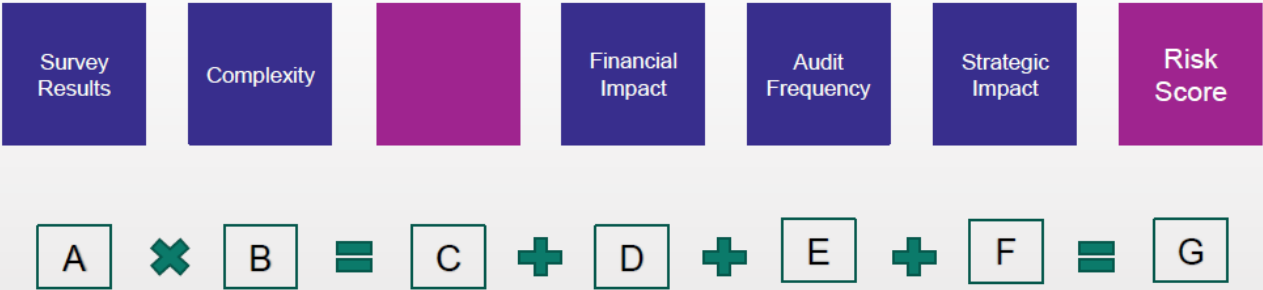 Survey
Results
Complexity
Financial
Impact
Audit
Frequency
Strategic
Impact
Risk
Score
A × B = C + D + E + F = G